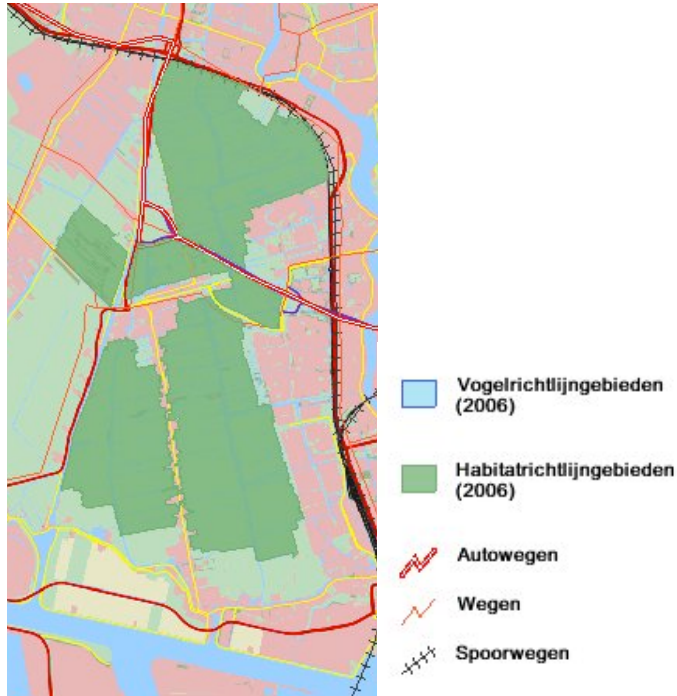 Vogelrichtlijngebieden
(2006)
Habitatrichtlijngebieden
(2006)
Autowegen
Wegen
Spoorwegen